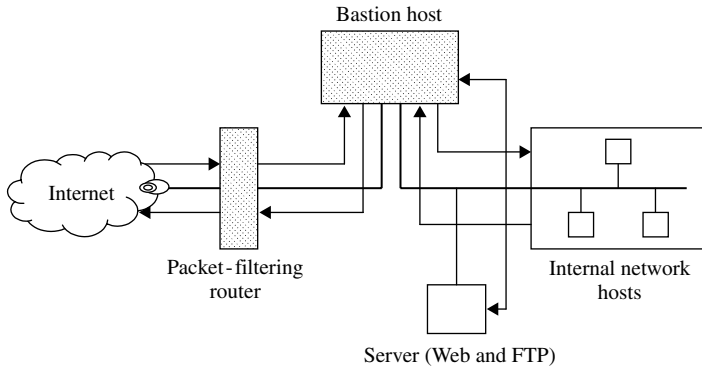 Bastion host
Internet
Packet-filtering
router
Internal network
hosts
Server (Web and FTP)